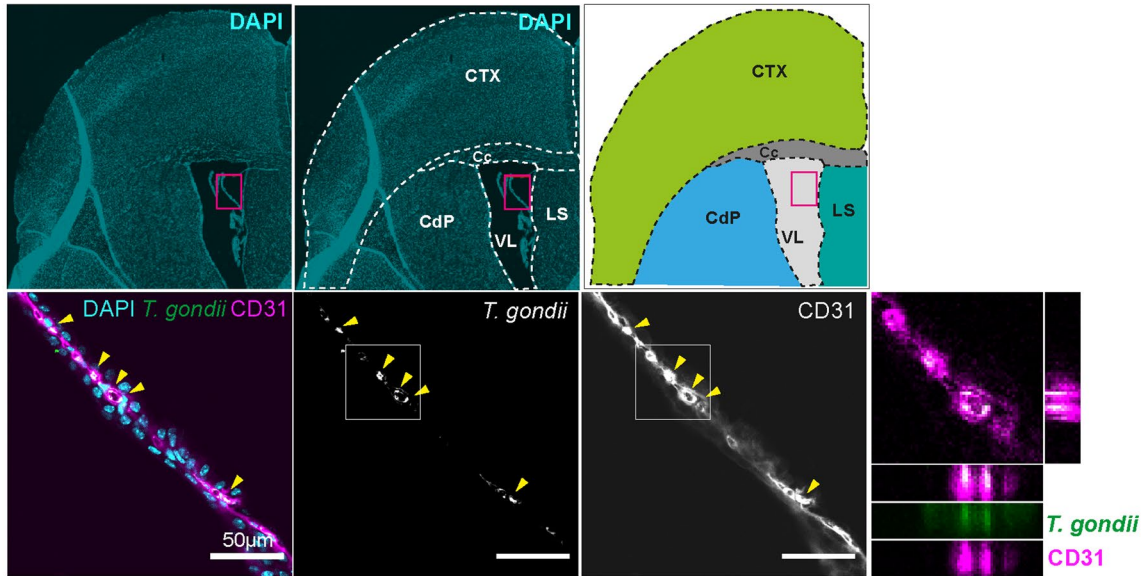 DAPI
DAPI
CTX
Cc
CdP
VL
LS
CTX
Cc
CdP
VL
LS
DAPI T. gondii CD31
50µm
T. gondii
CD31
T. gondii
CD31